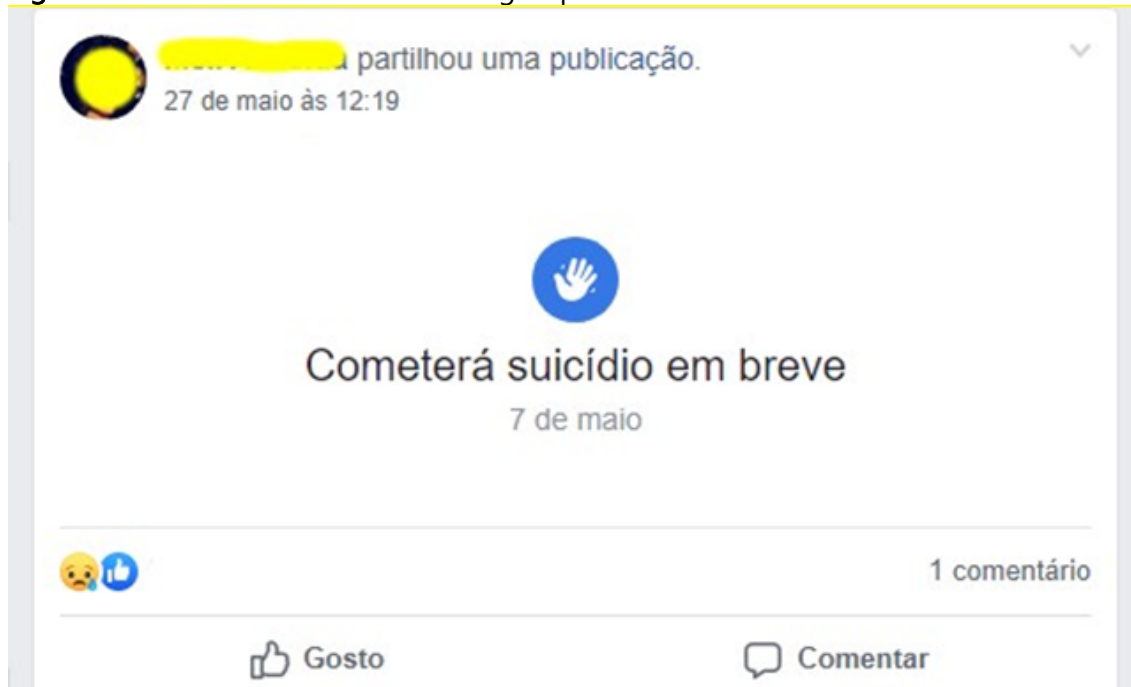 partilhou uma publicação.
27 de maio às 12:19
Cometerá suicídio em breve
7 de maio
1 comentário
Gosto
Comentar